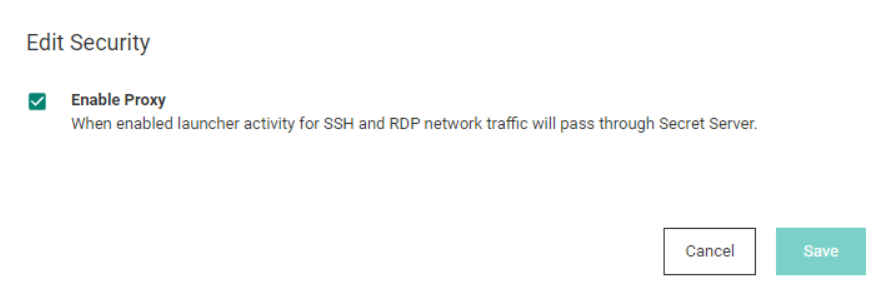 Edit Security
Enable Proxy
When enabled launcher activity for SSH and RDP network traffic will pass through Secret Server.
Cancel Save